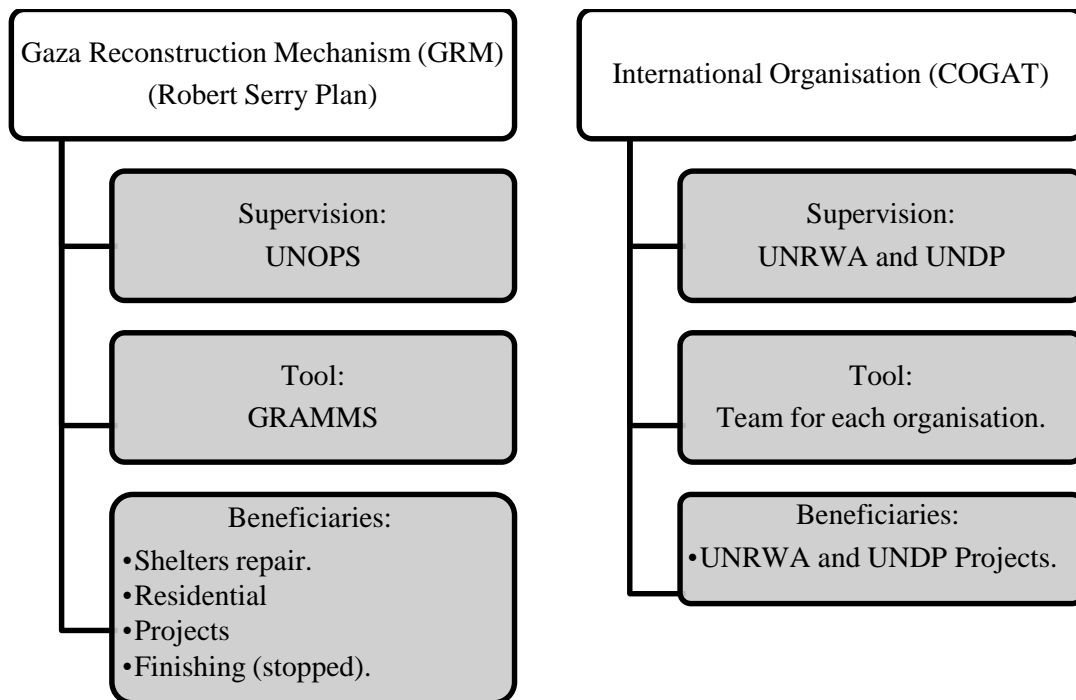 Gaza Reconstruction Mechanism (GRM)
(Robert Serry Plan)
Supervision:
UNOPS
Tool:
GRAMMS
Beneficiaries:
•Shelters repair.
•Residential
•Projects
•Finishing (stopped).
International Organisation (COGAT)
Supervision:
UNRWA and UNDP
Tool:
Team for each organisation.
Beneficiaries:
•UNRWA and UNDP Projects.